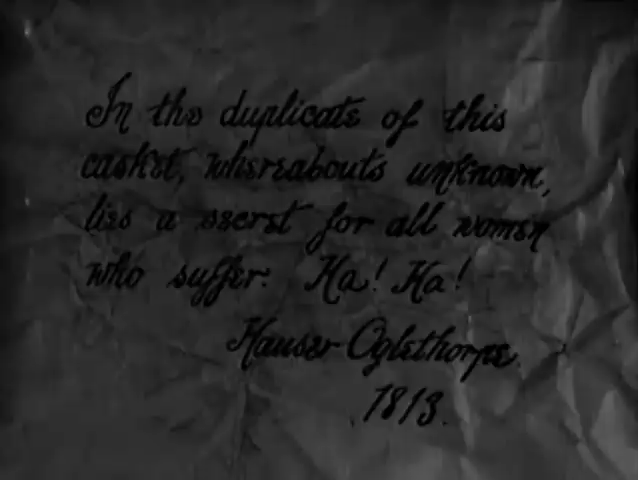 In the duplicate of this
casket, whereabouts unknown,
lies a secret for all women
who suffer. Ha! Ha!
Hauser Oglethorpe.
1813.